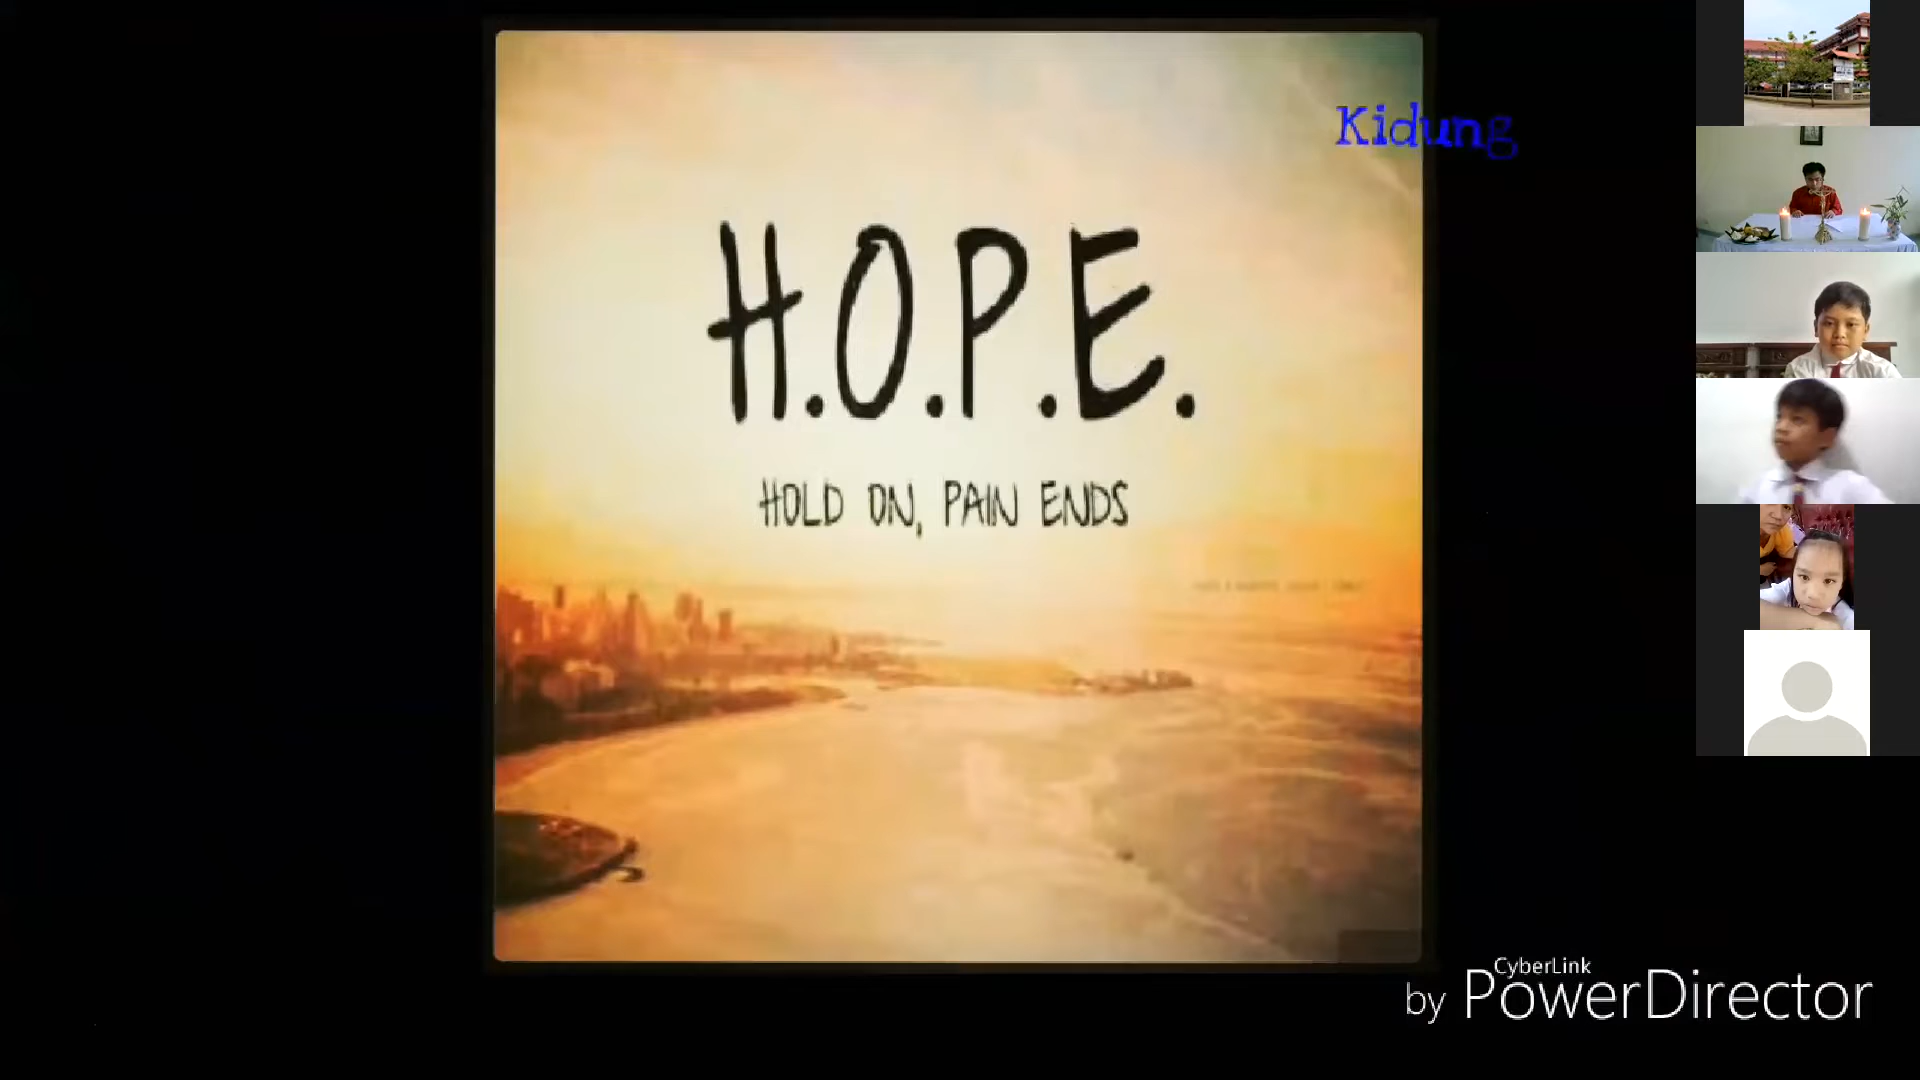 Kidung
H.O.P.E.
HOLD ON, PAIN ENDS
CyberLink
by PowerDirector